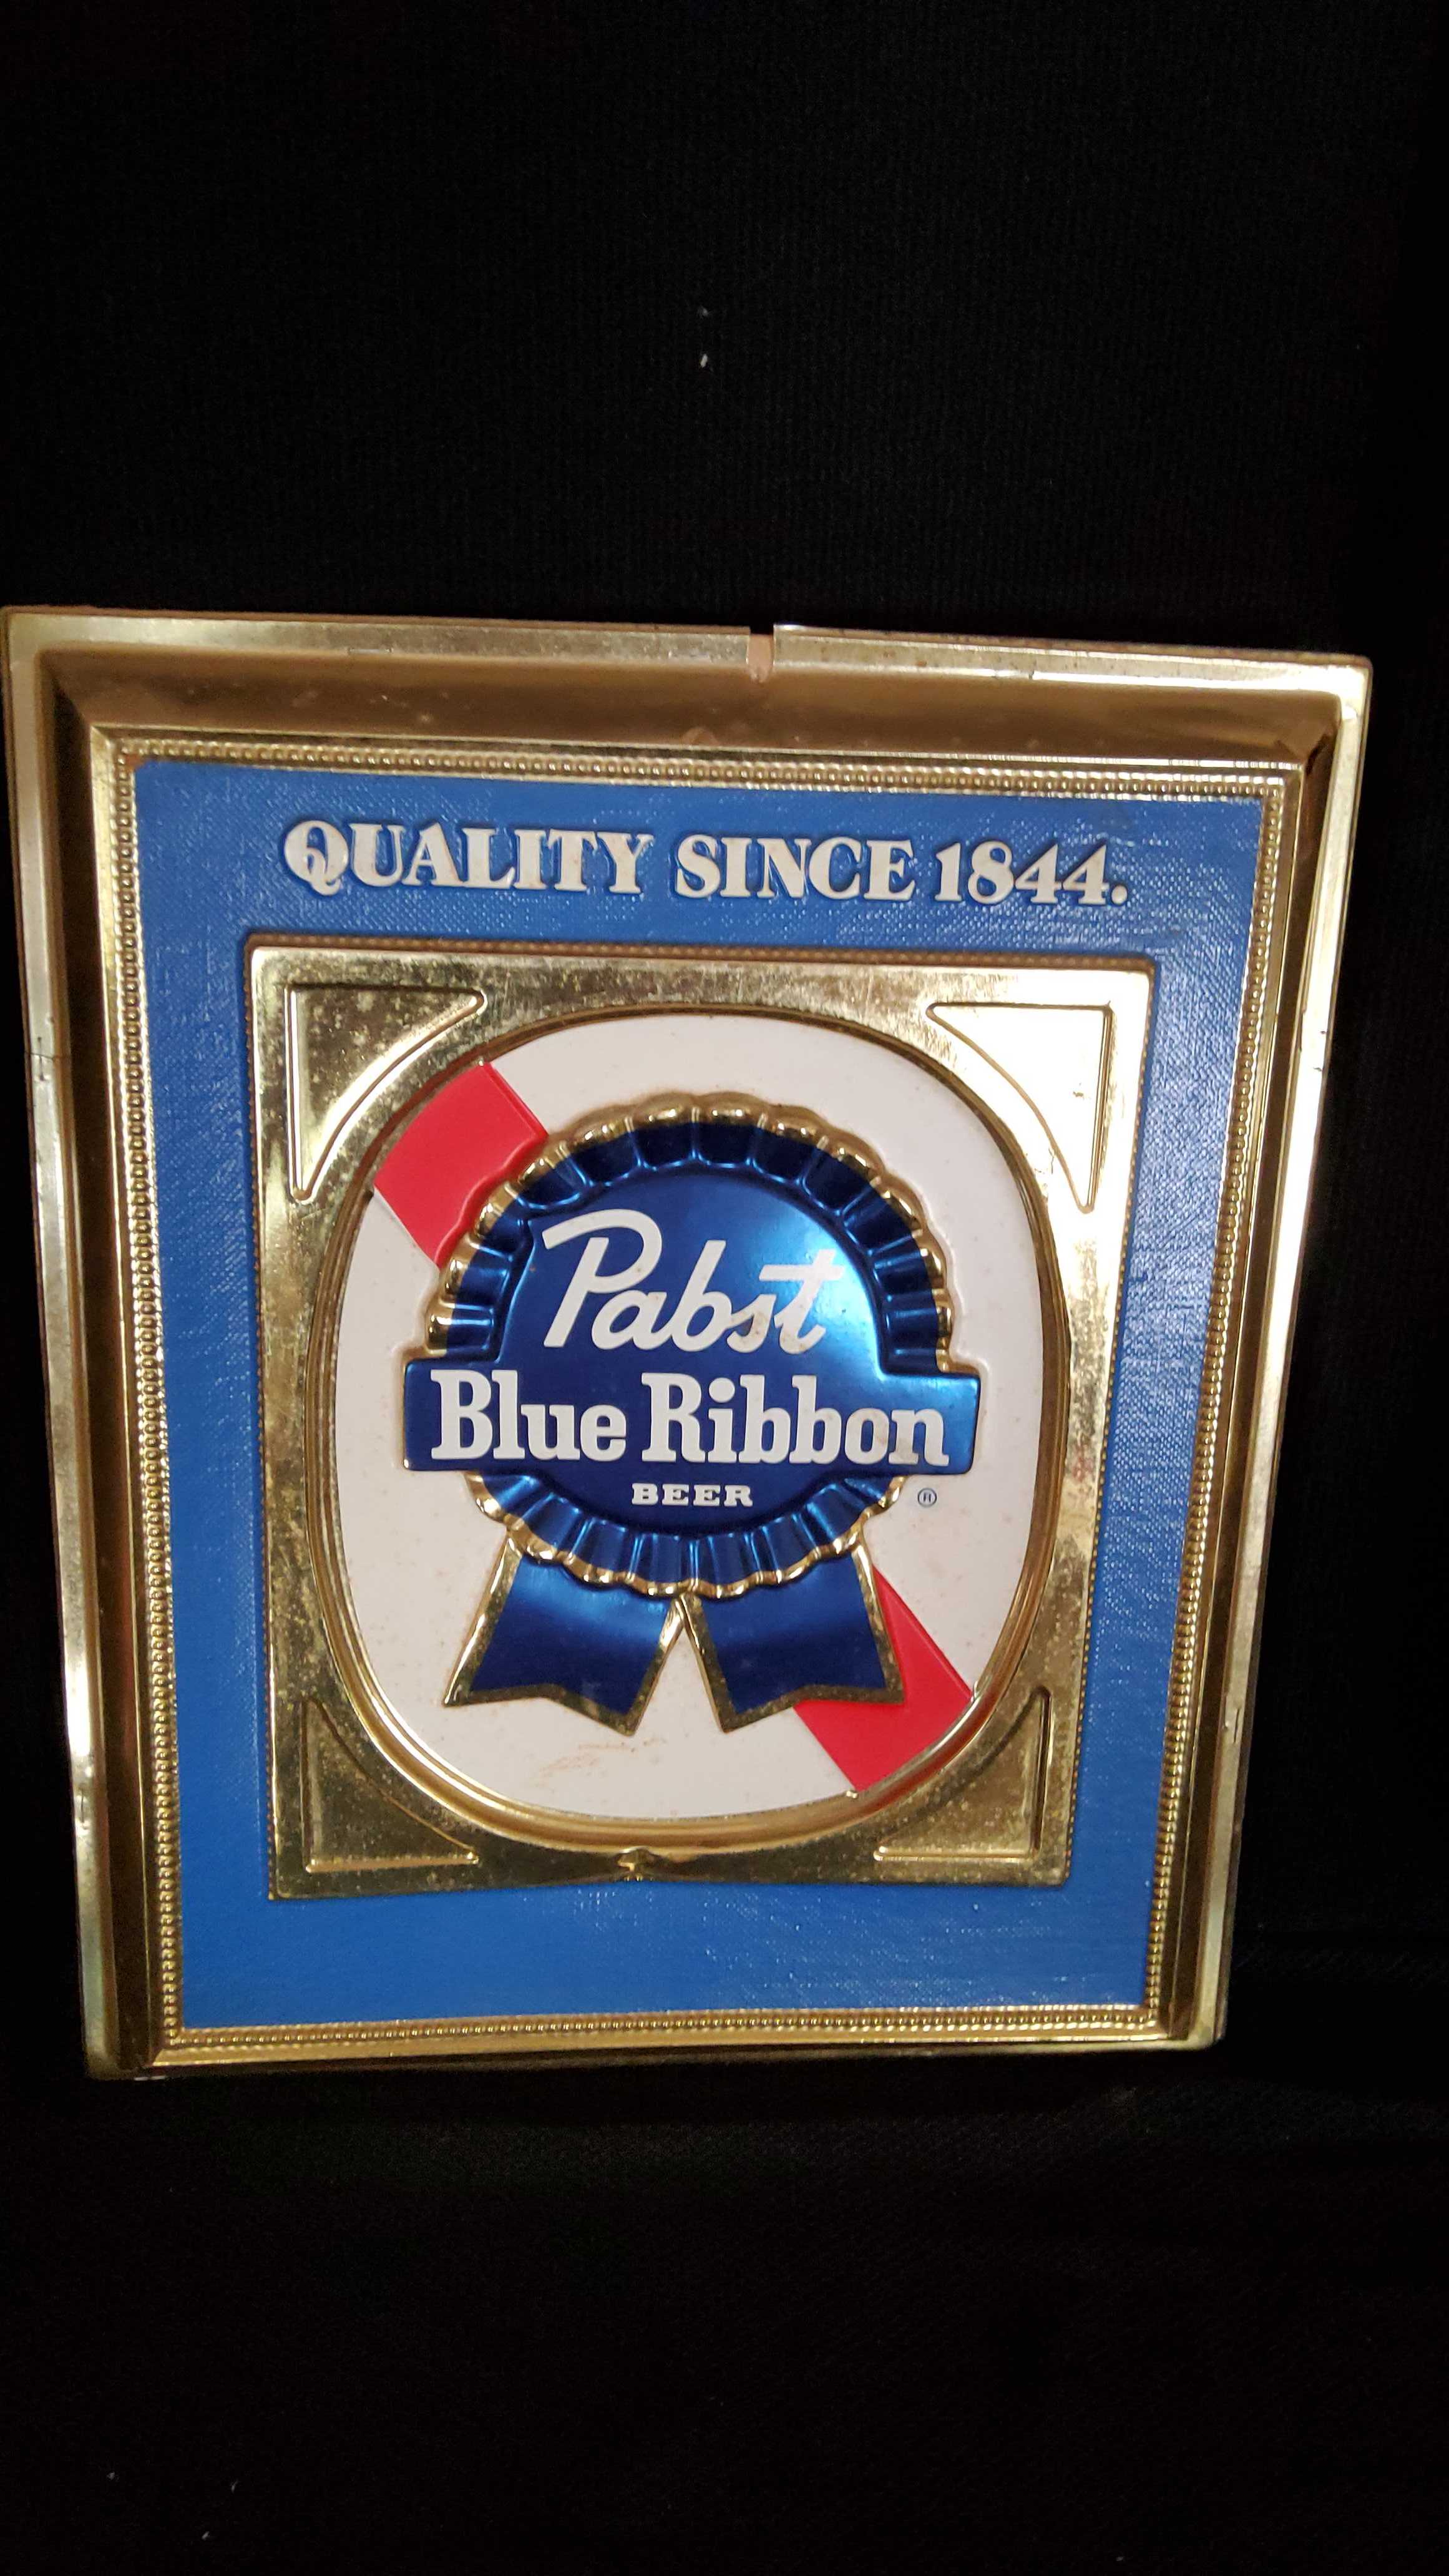 QUALITY SINCE 1844.
Pabst
Blue Ribbon
BEER
®